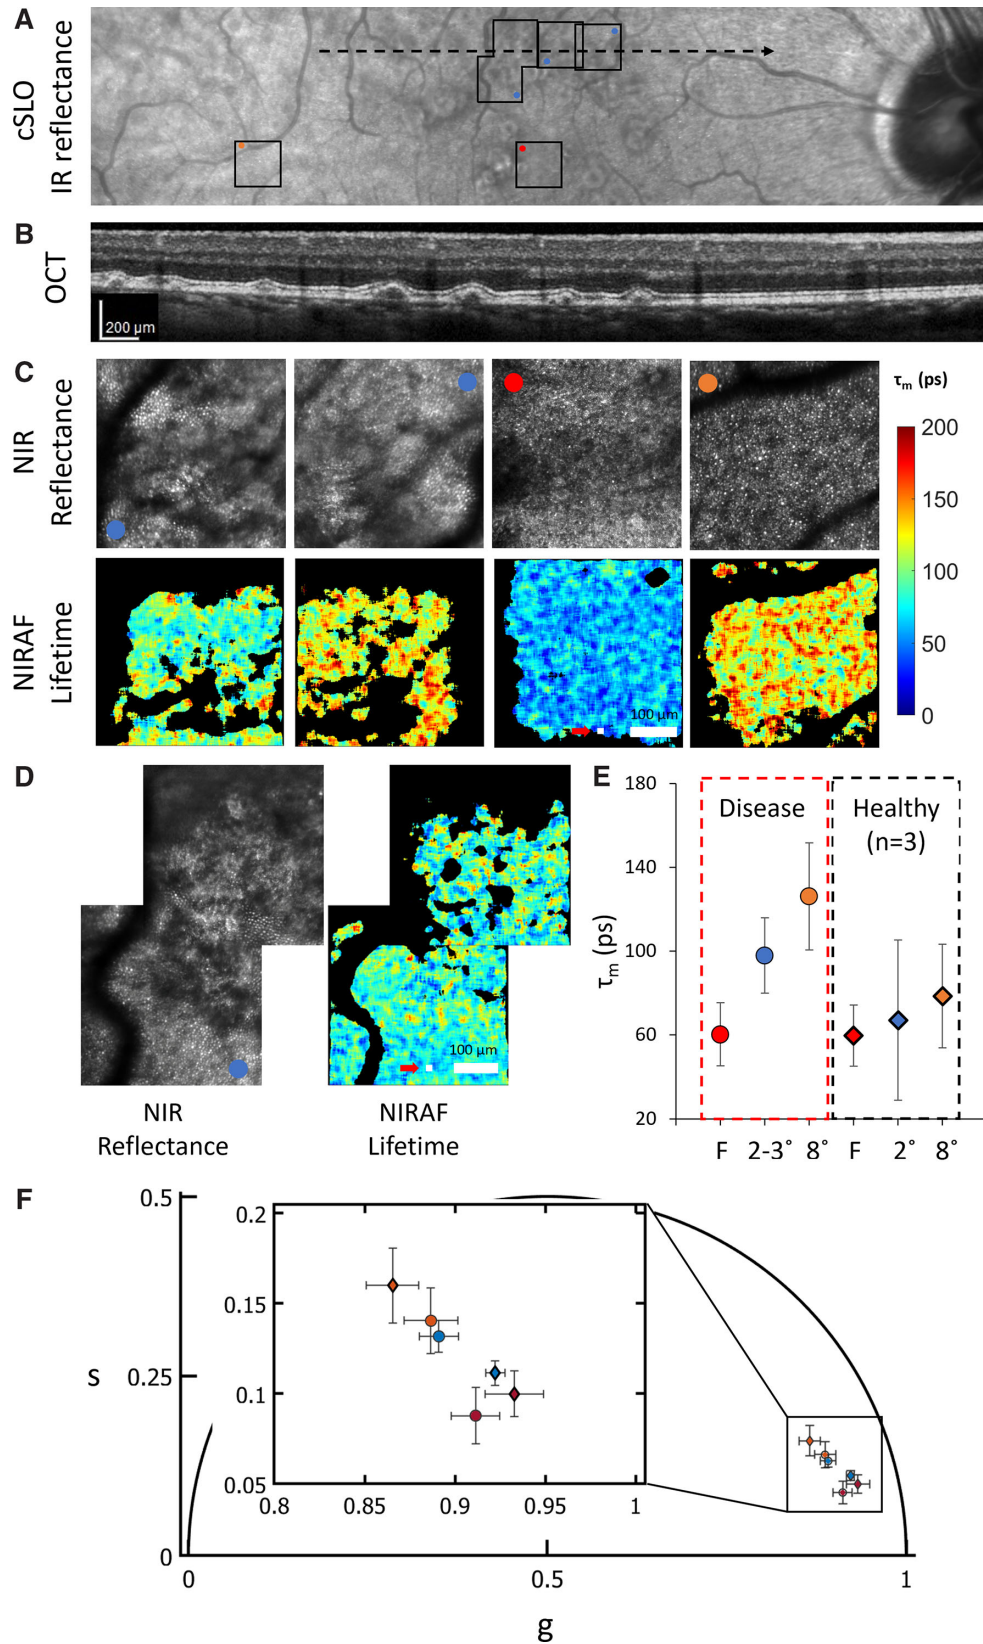 A
cSLO
IR reflectance
B
OCT
200 µm
C
NIR
Reflectance
NIRAF
Lifetime
100 µm
τm (ps)
200
150
100
50
0
D
100 µm
NIR
Reflectance
NIRAF
Lifetime
E
τm (ps)
180
140
100
60
20
Disease
Healthy
(n=3)
F 2-3° 8° F 2° 8°
F
s
0.5
0.25
0
0.2
0.15
0.1
0.05
0.8 0.85 0.9 0.95 1
0 0.5 1
g